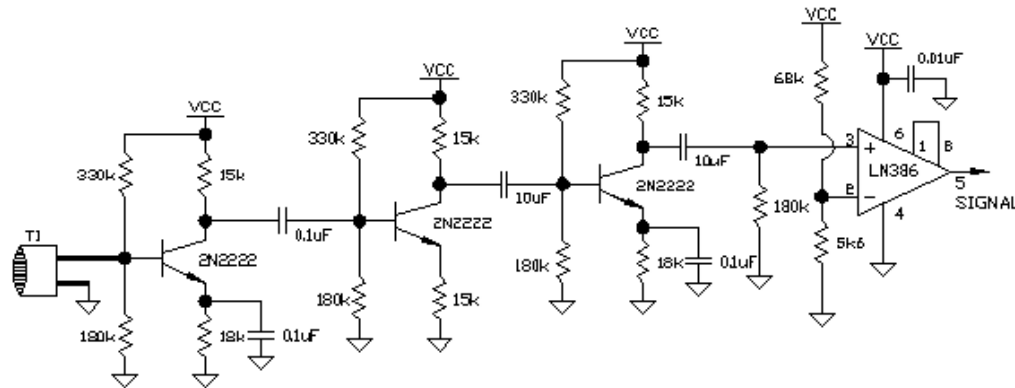 VCC
330k
15k
T1
2N2222
180k
18k
0.1uF
0.1uF
VCC
330k
15k
2N2222
180k
15k
10uF
VCC
330k
15k
2N2222
180k
18k
0.1uF
10uF
180k
VCC
68k
5k6
VCC
0.01uF
3
+
6
1
8
LN386
2
-
4
5
SIGNAL